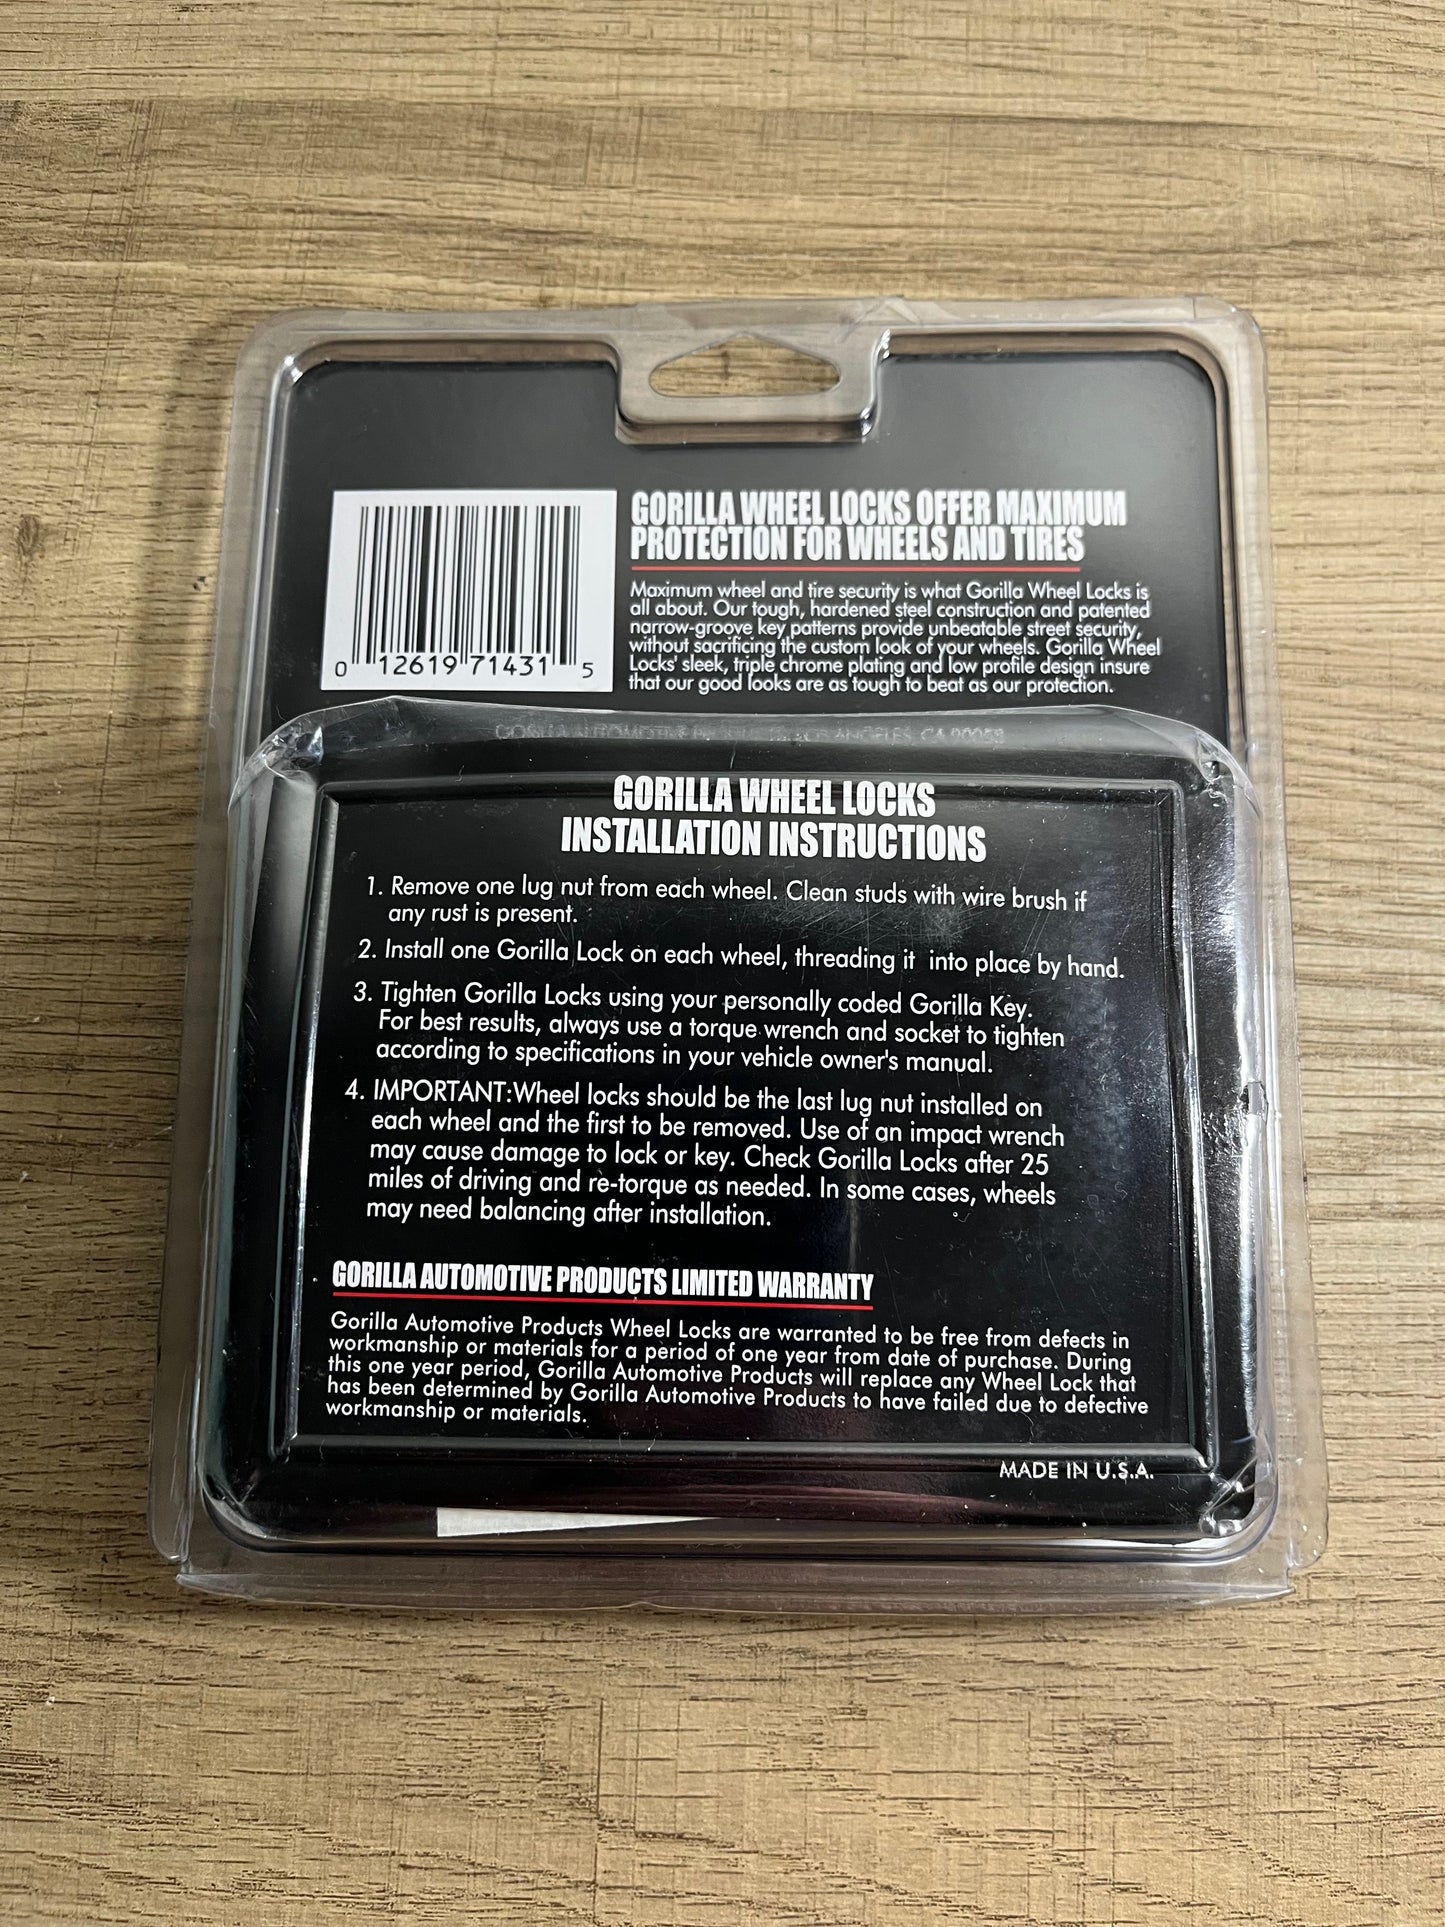 GORILLA WHEEL LOCKS OFFER MAXIMUM
PROTECTION FOR WHEELS AND TIRES
Maximum wheel and tire security is what Gorilla Wheel Locks is
all about. Our tough, hardened steel construction and patented
narrow-groove key patterns provide unbeatable street security,
without sacrificing the custom look of your wheels. Gorilla Wheel
Locks' sleek, triple chrome plating and low profile design insure
that our good looks are as tough to beat as our protection.
0 12619 71431 5
GORILLA AUTOMOTIVE LOS ANGELES, CA 90058
GORILLA WHEEL LOCKS
INSTALLATION INSTRUCTIONS
1. Remove one lug nut from each wheel. Clean studs with wire brush if
any rust is present.
2. Install one Gorilla Lock on each wheel, threading it into place by hand.
3. Tighten Gorilla Locks using your personally coded Gorilla Key.
For best results, always use a torque wrench and socket to tighten
according to specifications in your vehicle owner's manual.
4. IMPORTANT:Wheel locks should be the last lug nut installed on
each wheel and the first to be removed. Use of an impact wrench
may cause damage to lock or key. Check Gorilla Locks after 25
miles of driving and re-torque as needed. In some cases, wheels
may need balancing after installation.
GORILLA AUTOMOTIVE PRODUCTS LIMITED WARRANTY
Gorilla Automotive Products Wheel Locks are warranted to be free from defects in
workmanship or materials for a period of one year from date of purchase. During
this one year period, Gorilla Automotive Products will replace any Wheel Lock that
has been determined by Gorilla Automotive Products to have failed due to defective
workmanship or materials.
MADE IN U.S.A.